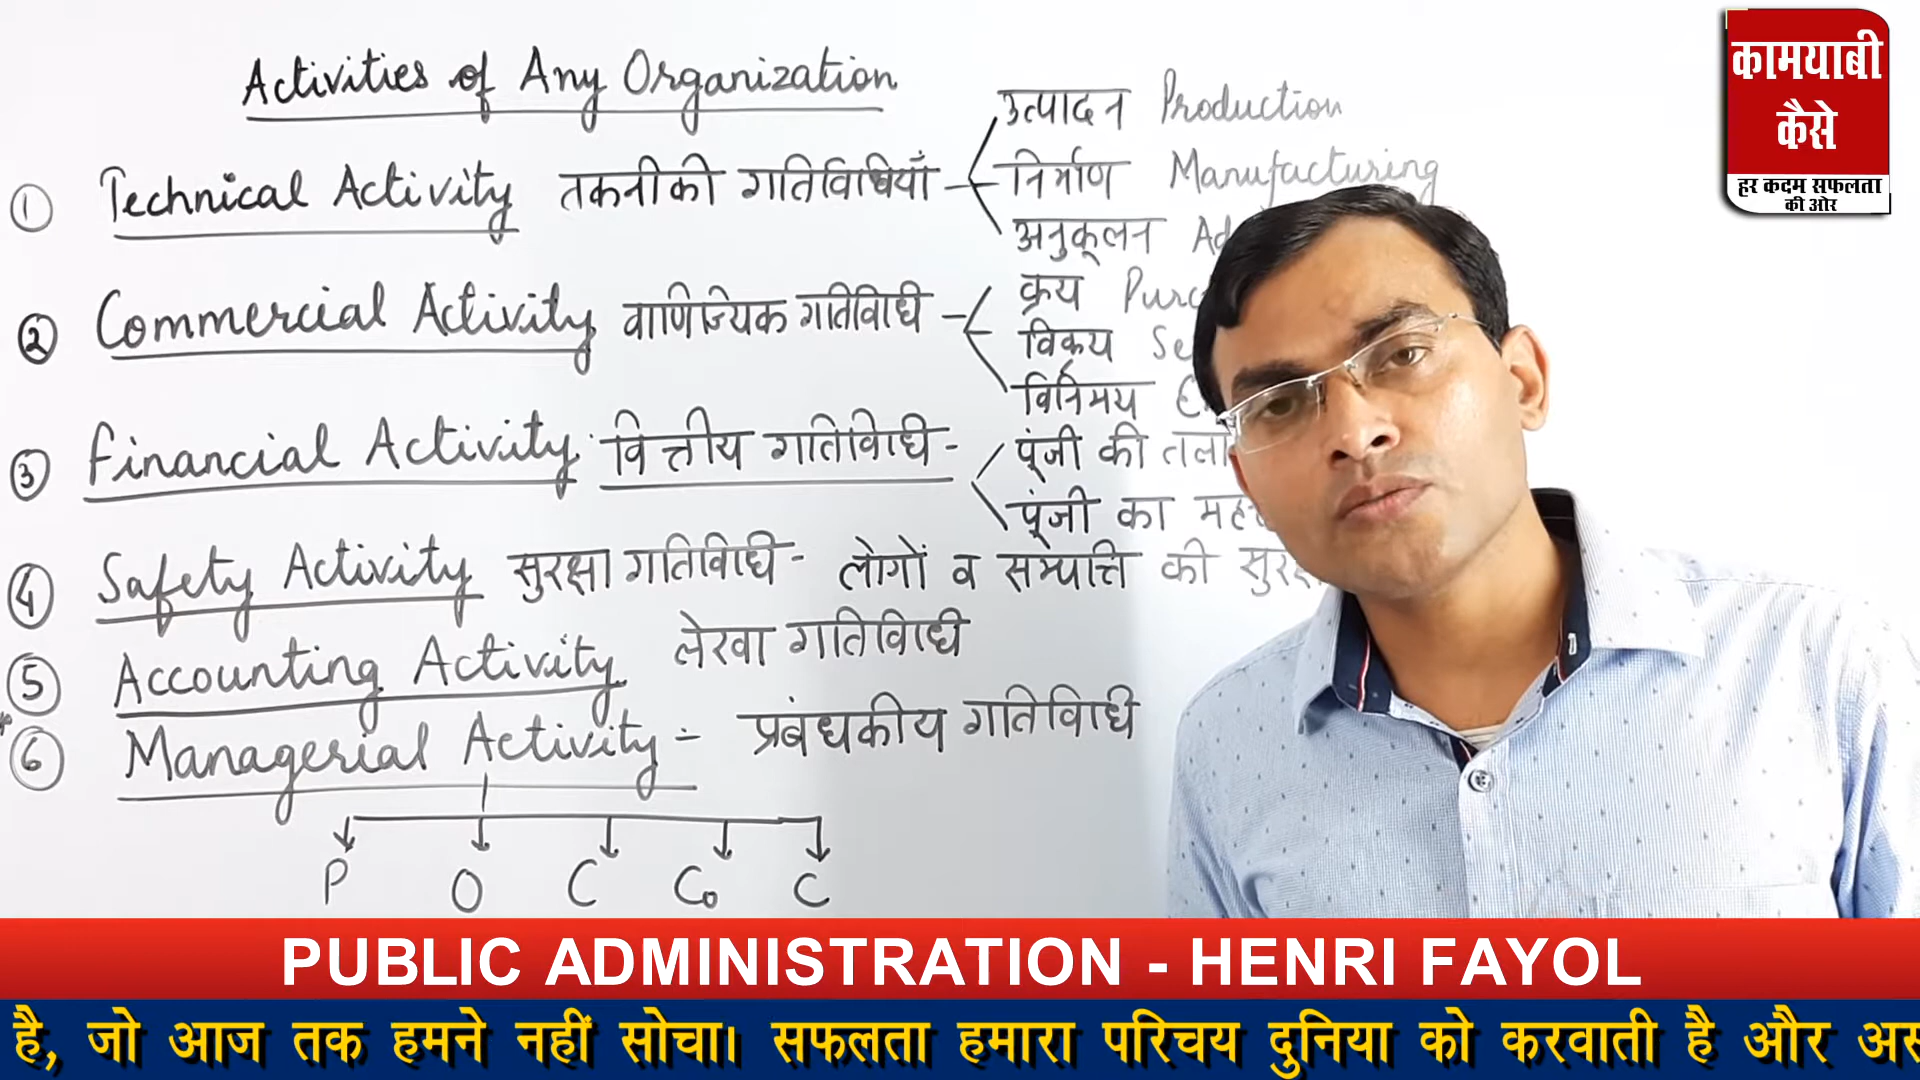 Activities of Any Organization
① Technical Activity तकनीकी गतिविधियाँ
उत्पादन Production
निर्माण Manufacturing
अनुकूलन
② Commercial Activity वाणिज्यिक गतिविधि
क्रय
विक्रय
विनिमय
③ Financial Activity वित्तीय गतिविधि -
पूंजी की
पूंजी का
④ Safety Activity सुरक्षा गतिविधि - लोगों व सम्पत्ति की
⑤ Accounting Activity लेखा गतिविधि
* ⑥ Managerial Activity - प्रबंधकीय गतिविधि
P O C Co C
कामयाबी
कैसे
हर कदम सफलता
की ओर
PUBLIC ADMINISTRATION - HENRI FAYOL
है, जो आज तक हमने नहीं सोचा। सफलता हमारा परिचय दुनिया को करवाती है और